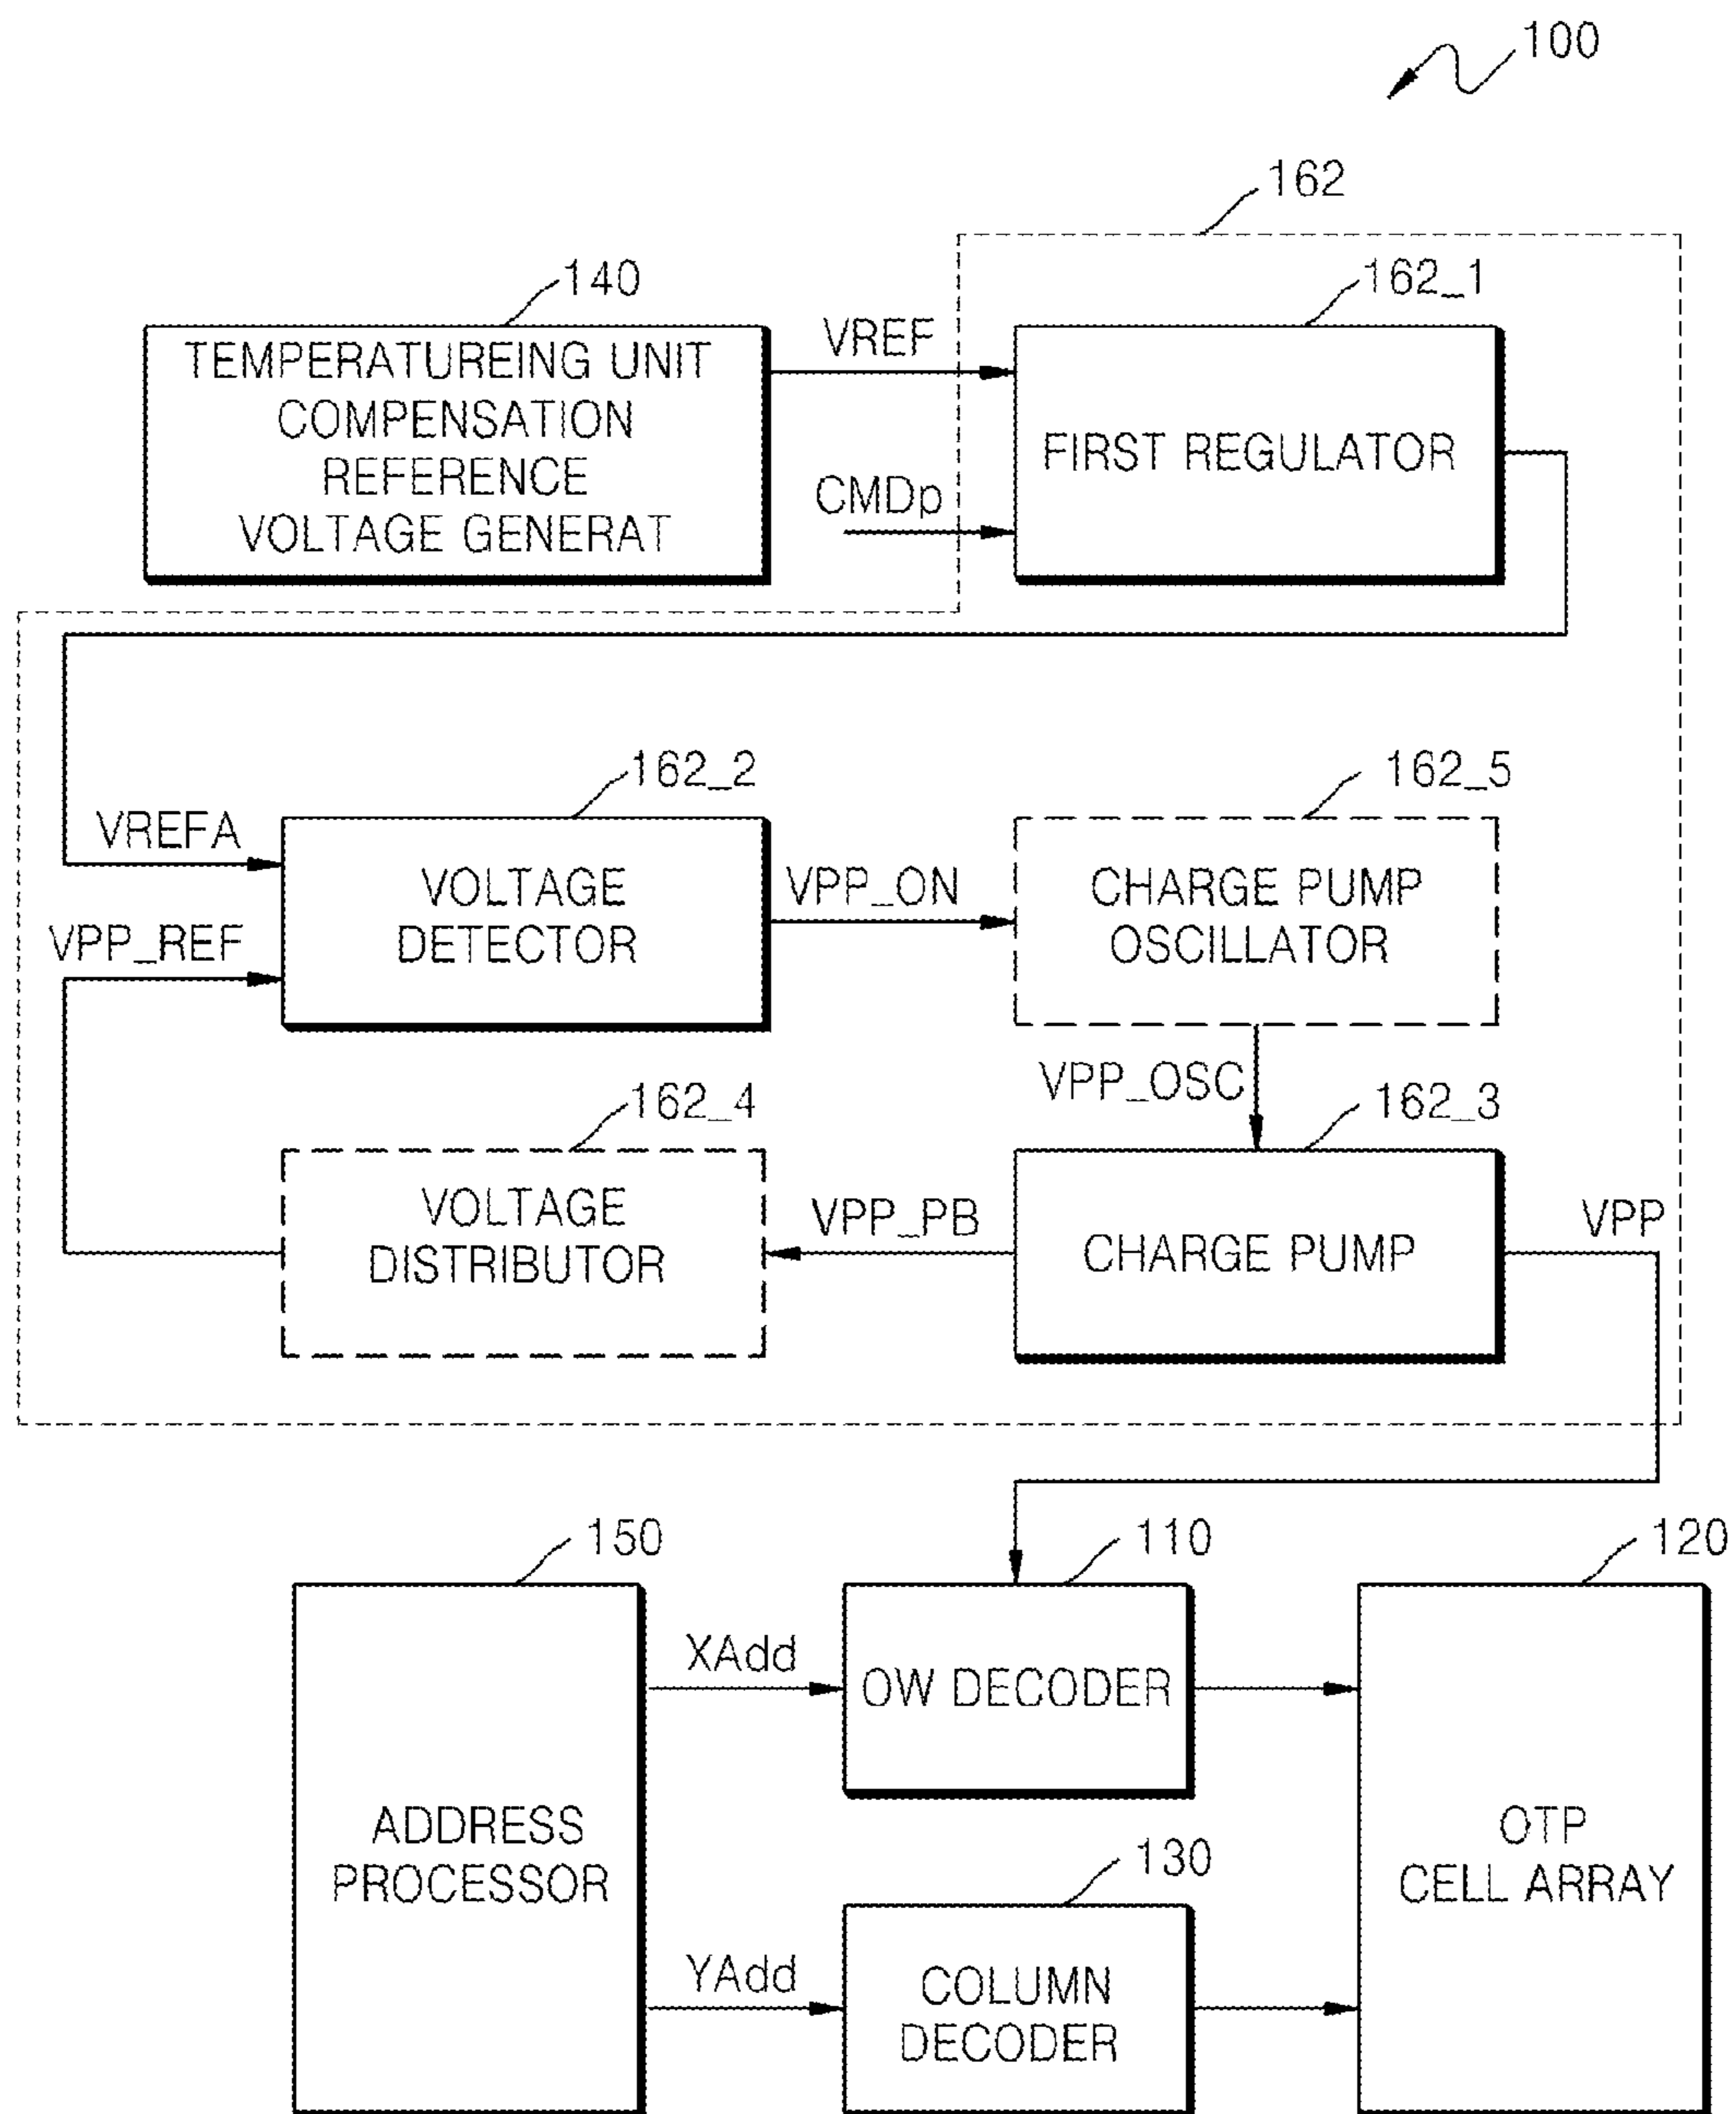 100
162
140
162_1
TEMPERATUREING UNIT
COMPENSATION
REFERENCE
VOLTAGE GENERAT
VREF
CMDp
FIRST REGULATOR
162_2
162_5
VREFA
VPP_REF
VOLTAGE
DETECTOR
VPP_ON
CHARGE PUMP
OSCILLATOR
VPP_OSC
162_4
162_3
VOLTAGE
DISTRIBUTOR
VPP_PB
CHARGE PUMP
VPP
150
110
120
XAdd
OW DECODER
ADDRESS
PROCESSOR
OTP
CELL ARRAY
130
YAdd
COLUMN
DECODER